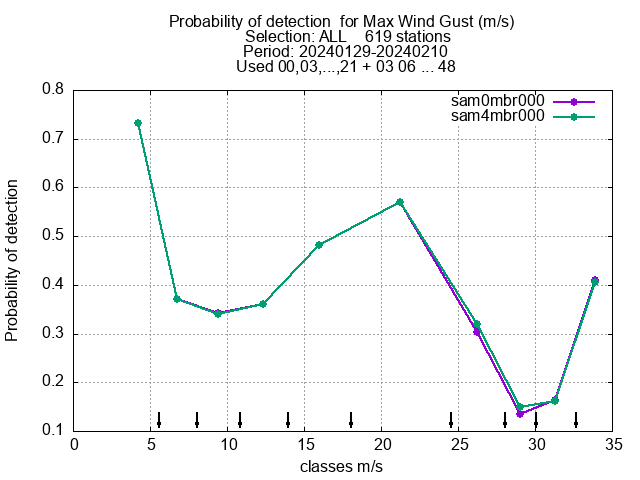 Probability of detection  for Max Wind Gust (m/s)
Selection: ALL    619 stations
Period: 20240129-20240210
Used 00,03,...,21 + 03 06 ... 48
sam0mbr000
sam4mbr000
0.8
0.7
0.6
0.5
0.4
0.3
0.2
0.1
Probability of detection
0 5 10 15 20 25 30 35
classes m/s